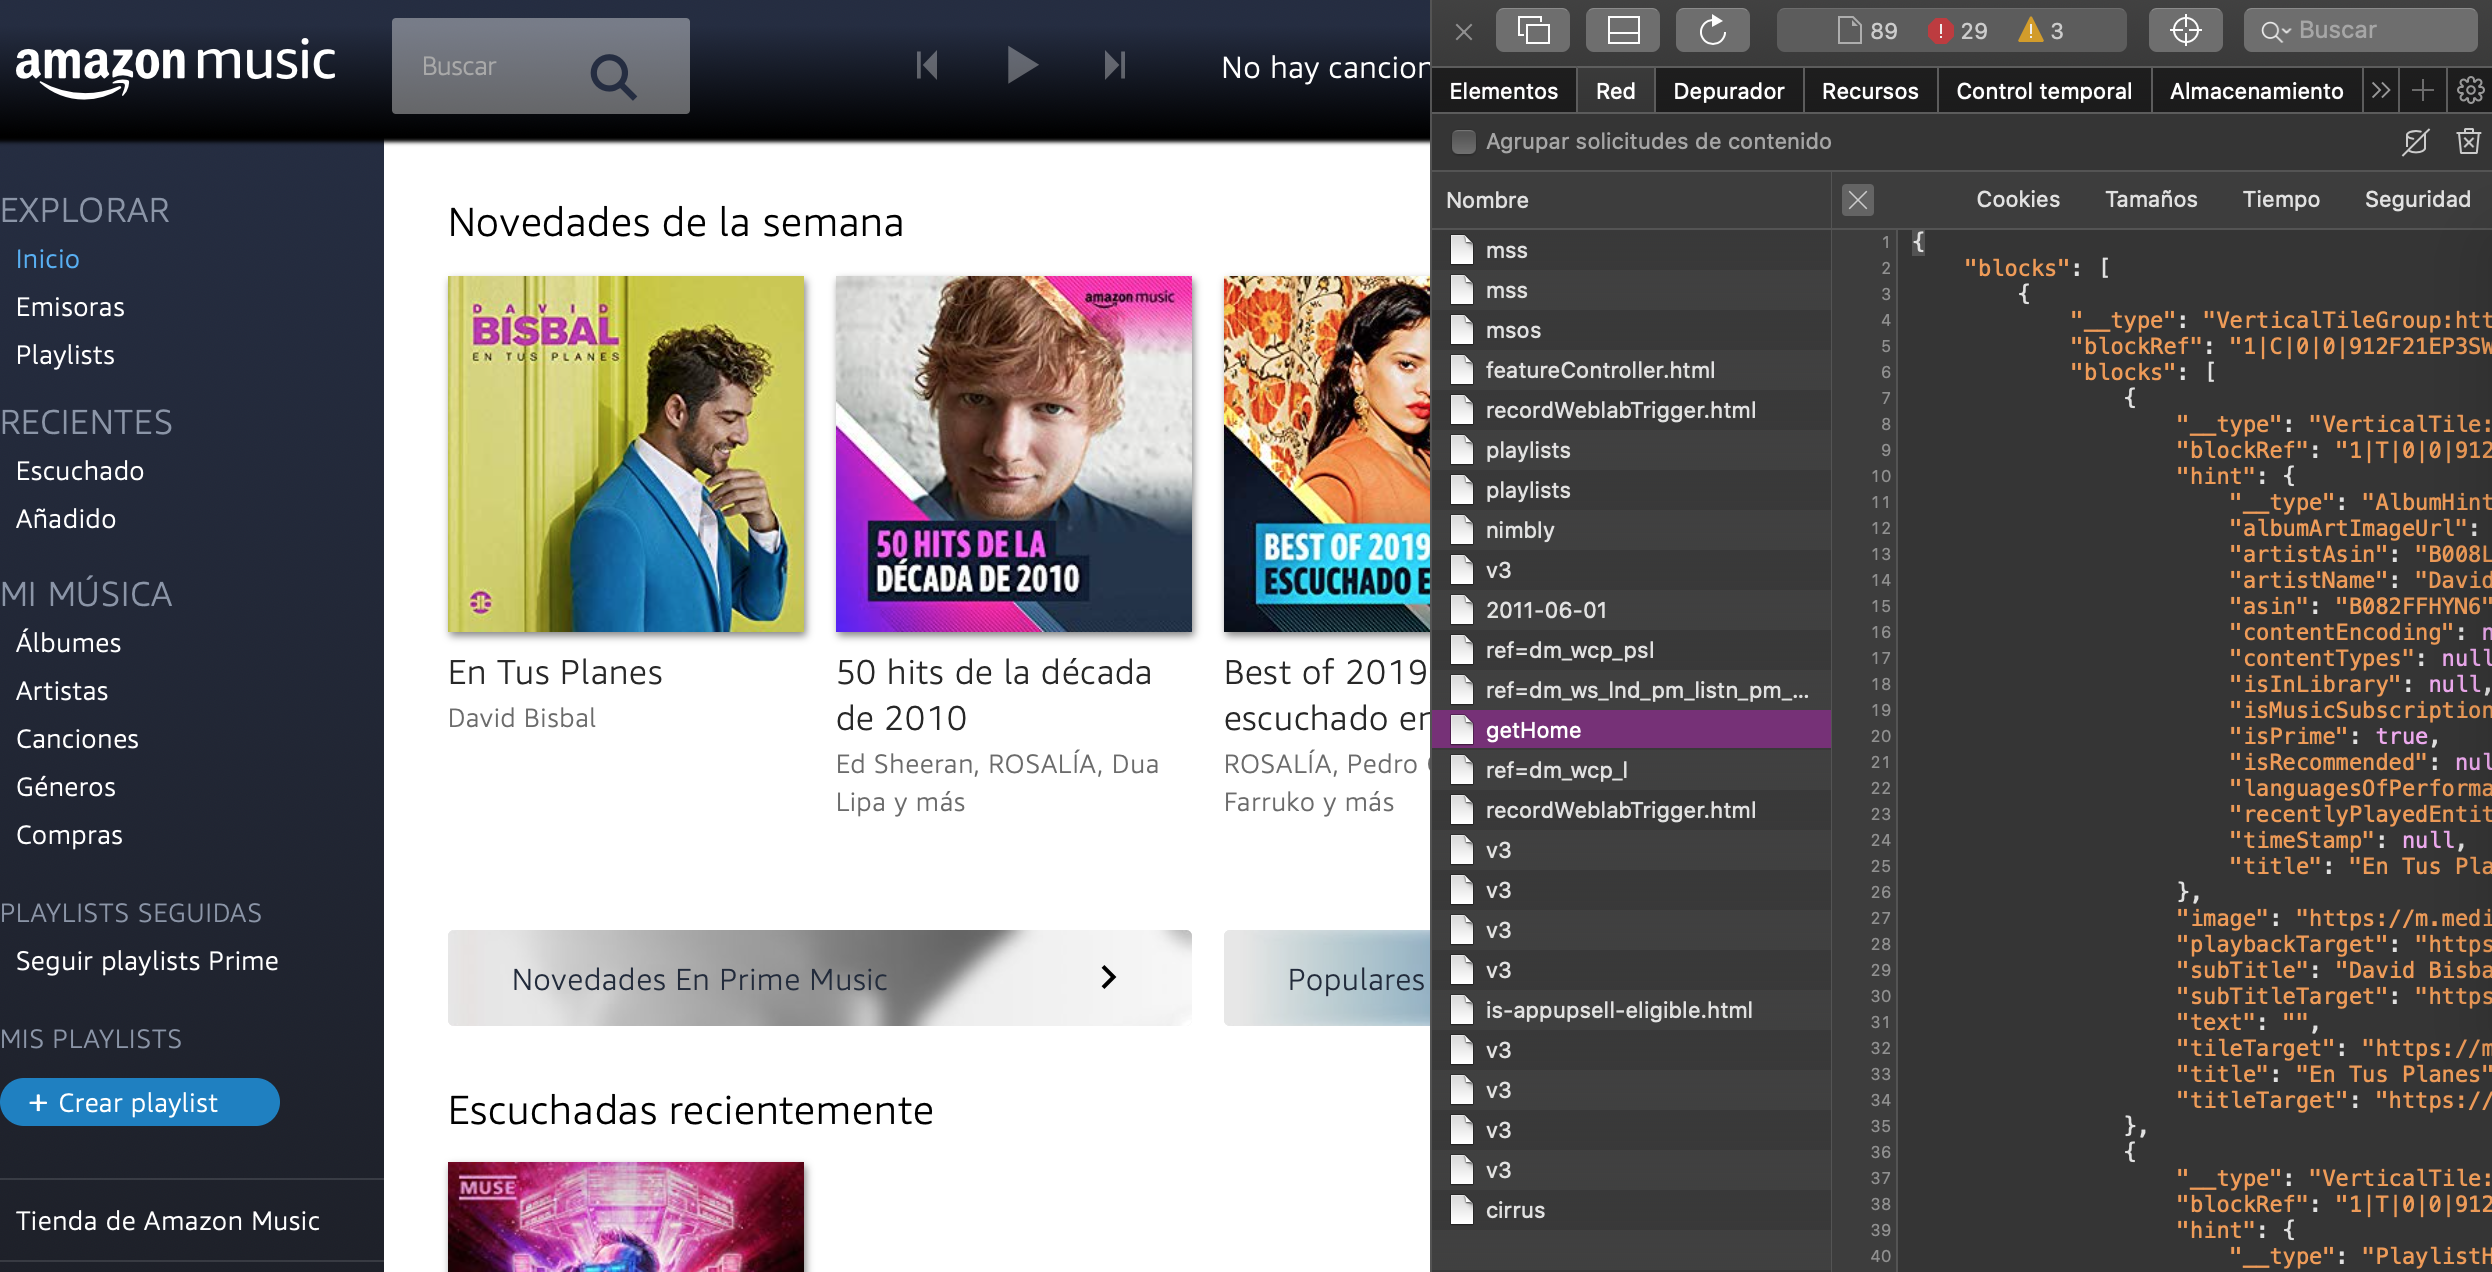 amazon music
Buscar
No hay cancion
EXPLORAR
Inicio
Emisoras
Playlists
RECIENTES
Escuchado
Añadido
MI MÚSICA
Álbumes
Artistas
Canciones
Géneros
Compras
PLAYLISTS SEGUIDAS
Seguir playlists Prime
MIS PLAYLISTS
+ Crear playlist
Tienda de Amazon Music
Novedades de la semana
DAVID
BISBAL
EN TUS PLANES
En Tus Planes
David Bisbal
amazon music
50 HITS DE LA
DÉCADA DE 2010
50 hits de la década
de 2010
Ed Sheeran, ROSALÍA, Dua
Lipa y más
BEST OF 2019
ESCUCHADO E
Best of 2019
escuchado en
ROSALÍA, Pedro
Farruko y más
Novedades En Prime Music
Populares
Escuchadas recientemente
MUSE
89
29
3
Buscar
Elementos
Red
Depurador
Recursos
Control temporal
Almacenamiento
Agrupar solicitudes de contenido
Nombre
mss
mss
msos
featureController.html
recordWeblabTrigger.html
playlists
playlists
nimbly
v3
2011-06-01
ref=dm_wcp_psl
ref=dm_ws_lnd_pm_listn_pm_...
getHome
ref=dm_wcp_l
recordWeblabTrigger.html
v3
v3
v3
v3
is-appupsell-eligible.html
v3
v3
v3
v3
cirrus
Cookies
Tamaños
Tiempo
Seguridad
1 {
2 "blocks": [
3 {
4 "__type": "VerticalTileGroup:htt
5 "blockRef": "1|C|0|0|912F21EP3SW
6 "blocks": [
7 {
8 "__type": "VerticalTile:
9 "blockRef": "1|T|0|0|912
10 "hint": {
11 "__type": "AlbumHint
12 "albumArtImageUrl":
13 "artistAsin": "B008L
14 "artistName": "David
15 "asin": "B082FFHYN6"
16 "contentEncoding": n
17 "contentTypes": null
18 "isInLibrary": null,
19 "isMusicSubscription
20 "isPrime": true,
21 "isRecommended": nul
22 "languagesOfPerforma
23 "recentlyPlayedEntit
24 "timeStamp": null,
25 "title": "En Tus Pla
26 },
27 "image": "https://m.medi
28 "playbackTarget": "https
29 "subTitle": "David Bisba
30 "subTitleTarget": "https
31 "text": "",
32 "tileTarget": "https://m
33 "title": "En Tus Planes"
34 "titleTarget": "https://
35 },
36 {
37 "__type": "VerticalTile:
38 "blockRef": "1|T|0|0|912
39 "hint": {
40 "__type": "PlaylistH